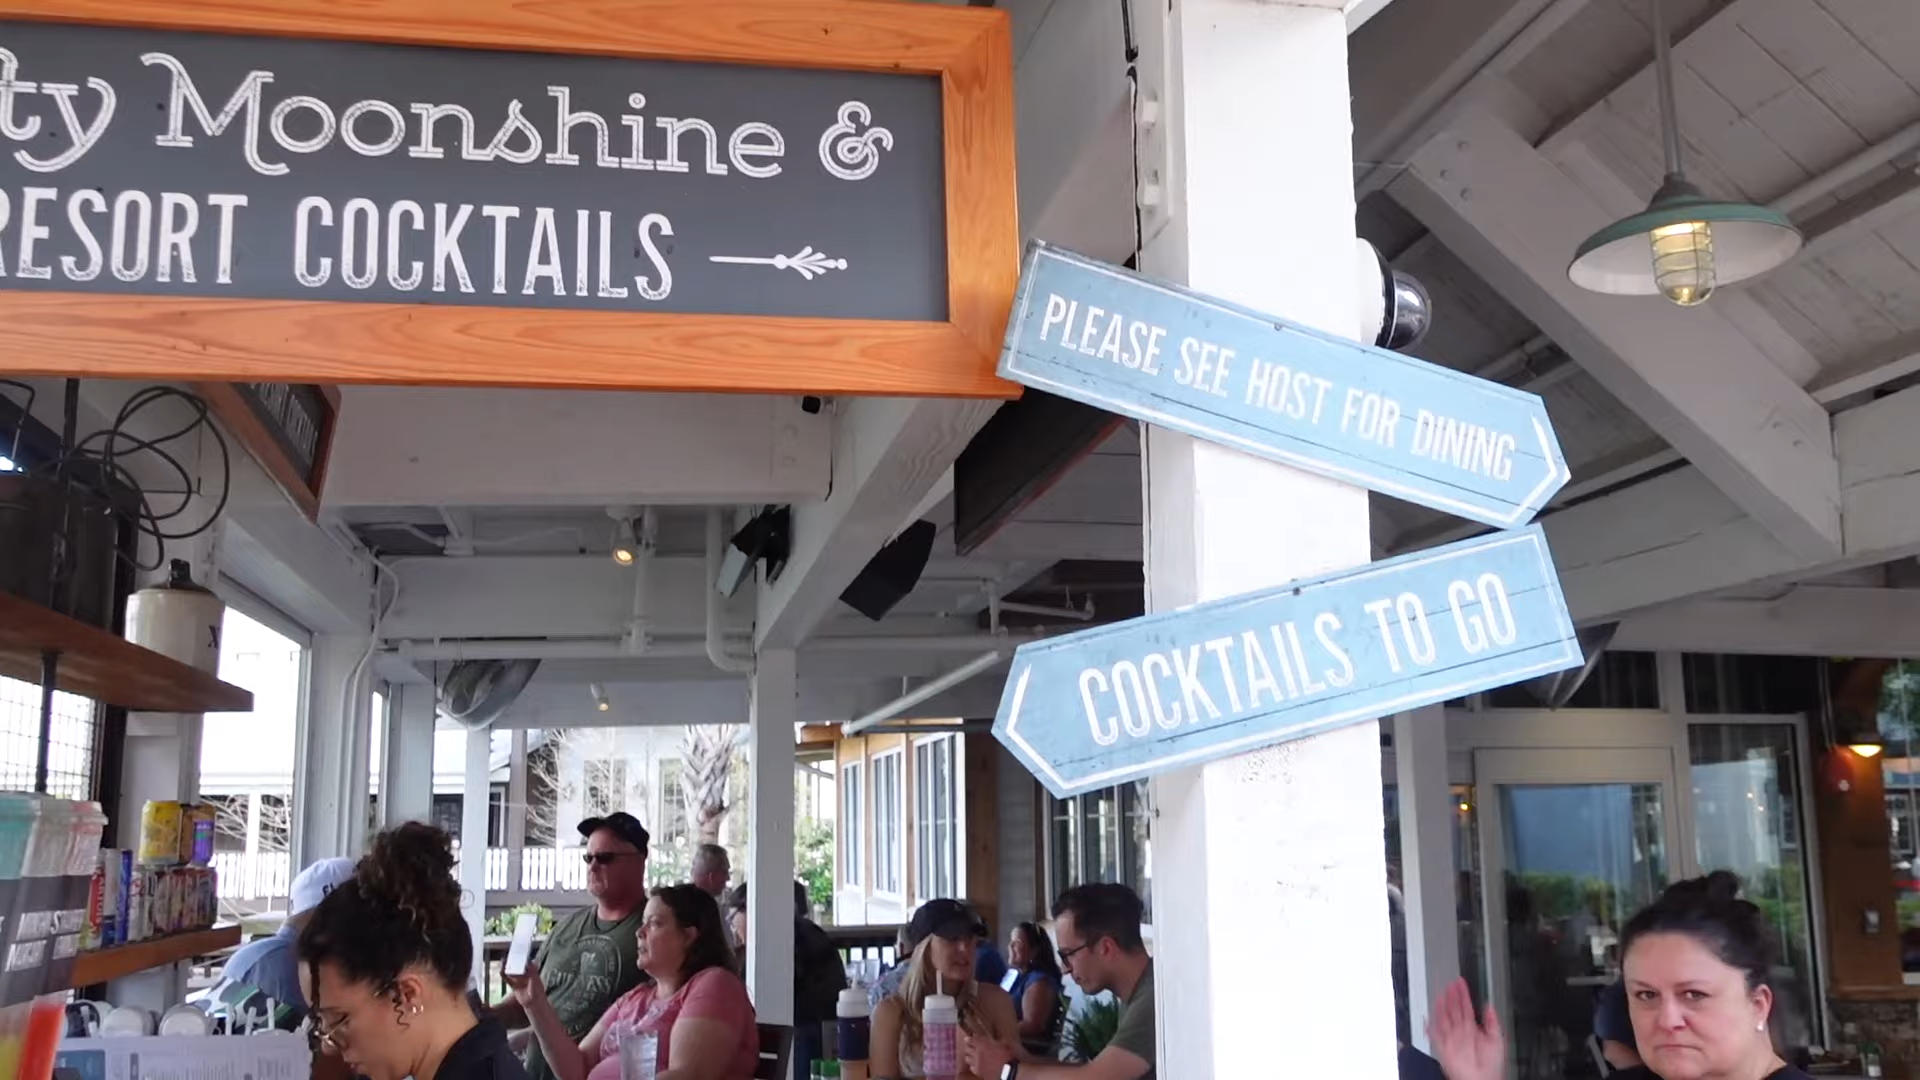 ty Moonshine &
RESORT COCKTAILS
PLEASE SEE HOST FOR DINING
COCKTAILS TO GO